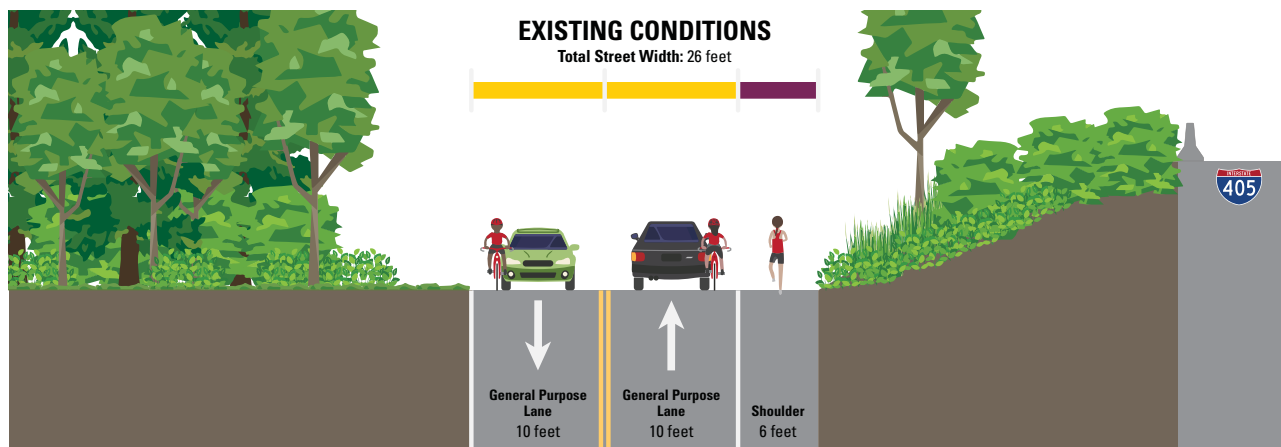 EXISTING CONDITIONS
Total Street Width: 26 feet
INTERSTATE
405
General Purpose
Lane
10 feet
General Purpose
Lane
10 feet
Shoulder
6 feet